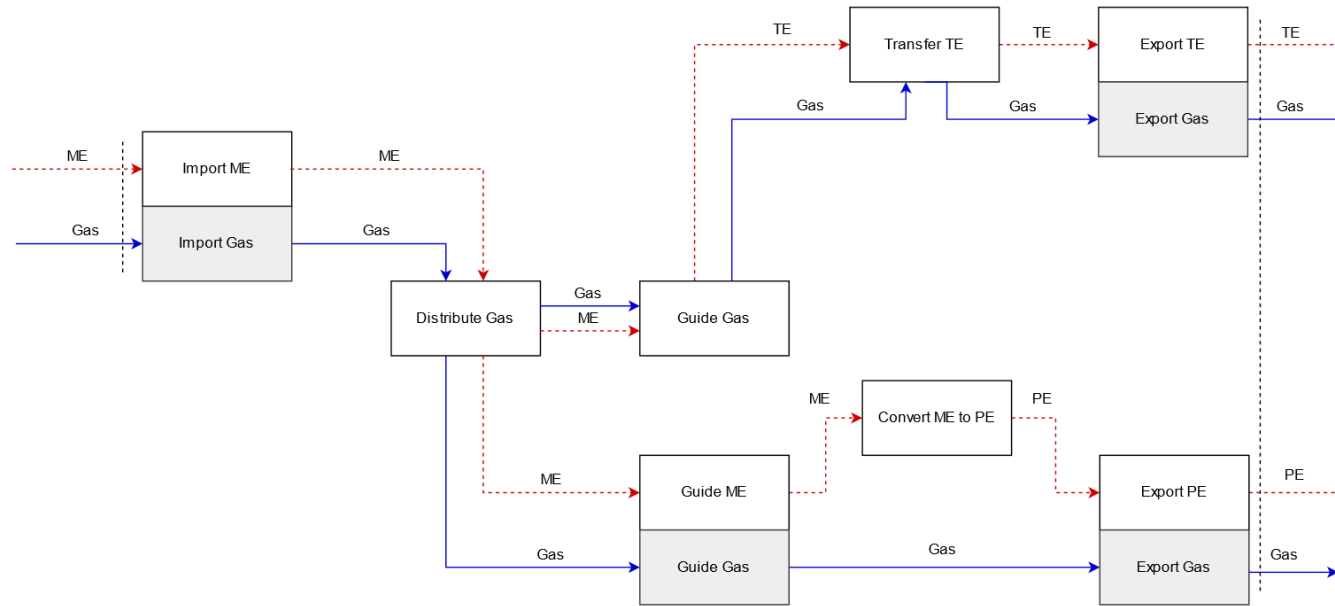 TE
Transfer TE
TE
Export TE
TE
Gas
Gas
Export Gas
Gas
ME
Import ME
ME
Gas
Import Gas
Gas
Distribute Gas
Gas
ME
Guide Gas
ME
Convert ME to PE
PE
ME
Guide ME
Export PE
PE
Gas
Guide Gas
Gas
Export Gas
Gas